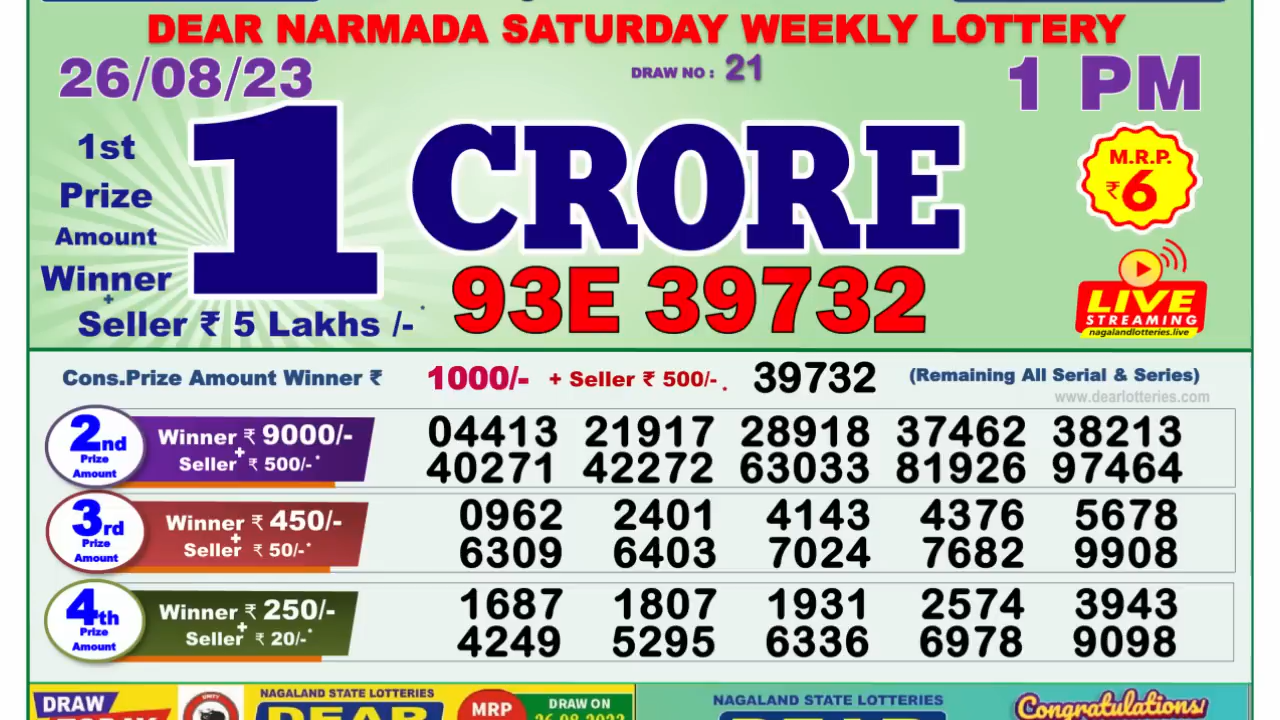 DEAR NARMADA SATURDAY WEEKLY LOTTERY
26/08/23 DRAW NO : 21 1 PM
1st
Prize
Amount
Winner
+
Seller ₹ 5 Lakhs /-
1 CRORE
93E 39732
M.R.P.
₹6
LIVE
STREAMING
nagalandlotteries.live
Cons.Prize Amount Winner ₹ 1000/- + Seller ₹ 500/- . 39732 (Remaining All Serial & Series)
www.dearlotteries.com
2nd
Prize
Amount
Winner ₹ 9000/-
+
Seller ₹ 500/-*
04413 21917 28918 37462 38213
40271 42272 63033 81926 97464
3rd
Prize
Amount
Winner ₹ 450/-
+
Seller ₹ 50/-*
0962 2401 4143 4376 5678
6309 6403 7024 7682 9908
4th
Prize
Amount
Winner ₹ 250/-
+
Seller ₹ 20/-*
1687 1807 1931 2574 3943
4249 5295 6336 6978 9098
DRAW
NAGALAND STATE LOTTERIES
DEAR
MRP
DRAW ON
26.08.2023
NAGALAND STATE LOTTERIES
DEAR
Congratulations